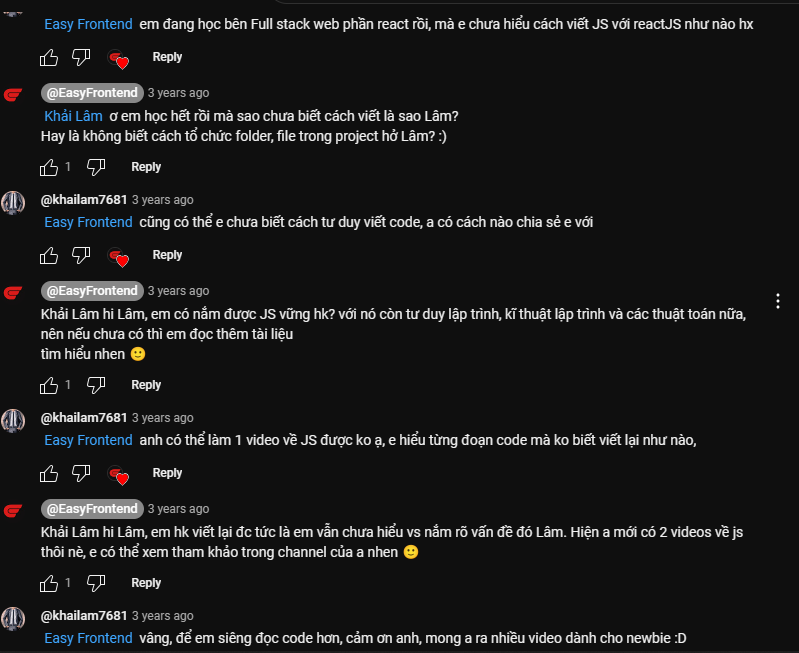 Easy Frontend em đang học bên Full stack web phần react rồi, mà e chưa hiểu cách viết JS với reactJS như nào hx
Reply
@EasyFrontend 3 years ago
Khải Lâm ơ em học hết rồi mà sao chưa biết cách viết là sao Lâm?
Hay là không biết cách tổ chức folder, file trong project hở Lâm? :)
1 Reply
@khailam7681 3 years ago
Easy Frontend cũng có thể e chưa biết cách tư duy viết code, a có cách nào chia sẻ e với
Reply
@EasyFrontend 3 years ago
Khải Lâm hi Lâm, em có nắm được JS vững hk? với nó còn tư duy lập trình, kĩ thuật lập trình và các thuật toán nữa,
nên nếu chưa có thì em đọc thêm tài liệu
tìm hiểu nhen 🙂
1 Reply
@khailam7681 3 years ago
Easy Frontend anh có thể làm 1 video về JS được ko ạ, e hiểu từng đoạn code mà ko biết viết lại như nào,
Reply
@EasyFrontend 3 years ago
Khải Lâm hi Lâm, em hk viết lại đc tức là em vẫn chưa hiểu vs nắm rõ vấn đề đó Lâm. Hiện a mới có 2 videos về js
thôi nè, e có thể xem tham khảo trong channel của a nhen 🙂
1 Reply
@khailam7681 3 years ago
Easy Frontend vâng, để em siêng đọc code hơn, cảm ơn anh, mong a ra nhiều video dành cho newbie :D